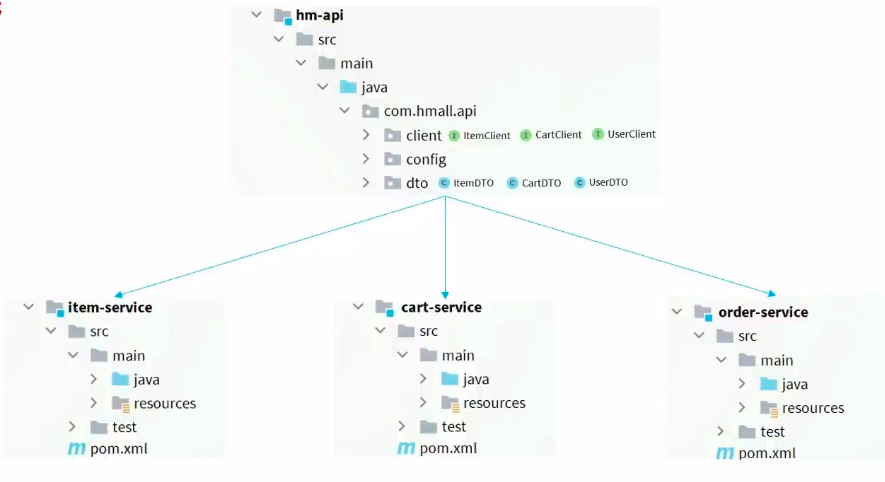 hm-api
src
main
java
com.hmall.api
client ItemClient CartClient UserClient
config
dto ItemDTO CartDTO UserDTO
item-service
src
main
java
resources
test
pom.xml
cart-service
src
main
java
resources
test
pom.xml
order-service
src
main
java
resources
test
pom.xml